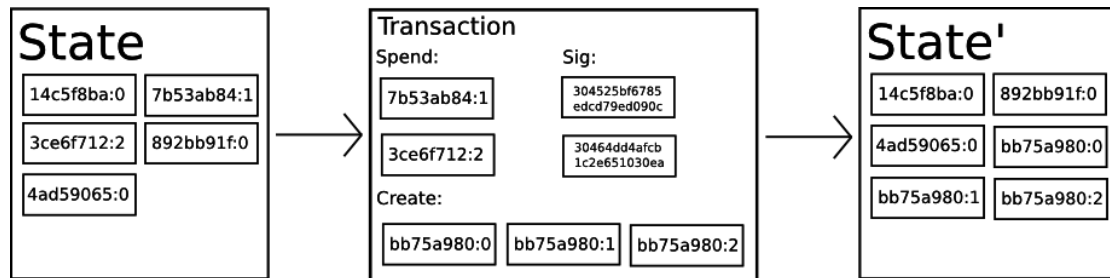 State
14c5f8ba:0 7b53ab84:1
3ce6f712:2 892bb91f:0
4ad59065:0
Transaction
Spend: Sig:
7b53ab84:1
304525bf6785
edcd79ed090c
3ce6f712:2
30464dd4afcb
1c2e651030ea
Create:
bb75a980:0 bb75a980:1 bb75a980:2
State'
14c5f8ba:0 892bb91f:0
4ad59065:0 bb75a980:0
bb75a980:1 bb75a980:2